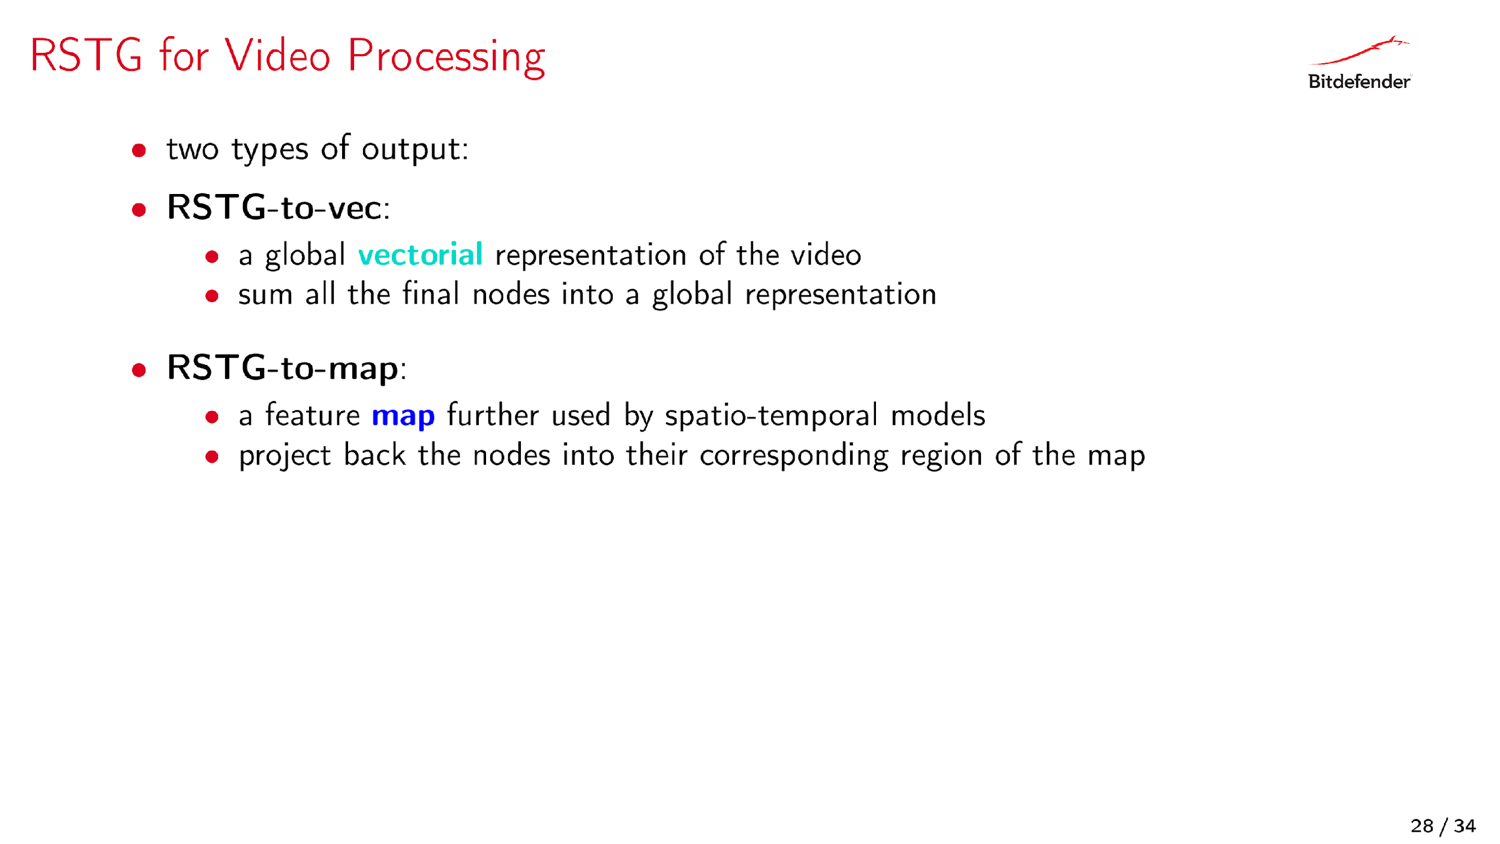 RSTG for Video Processing
Bitdefender
• two types of output:
• RSTG-to-vec:
• a global vectorial representation of the video
• sum all the final nodes into a global representation
• RSTG-to-map:
• a feature map further used by spatio-temporal models
• project back the nodes into their corresponding region of the map
28 / 34